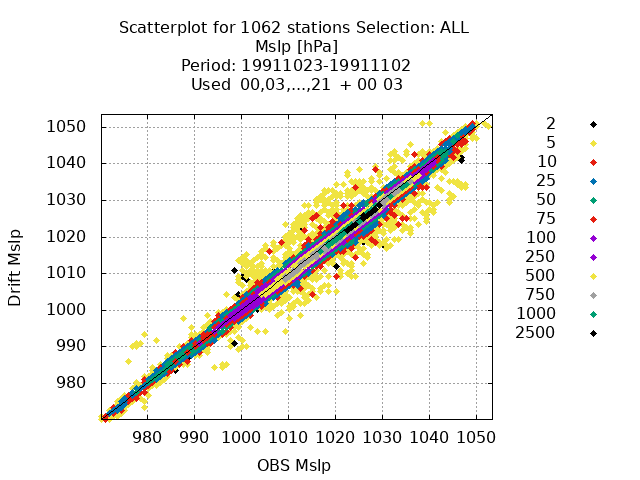 Scatterplot for 1062 stations Selection: ALL
Mslp [hPa]
Period: 19911023-19911102
Used 00,03,...,21 + 00 03
1050
1040
1030
1020
1010
1000
990
980
Drift Mslp
980 990 1000 1010 1020 1030 1040 1050
OBS Mslp
2
5
10
25
50
75
100
250
500
750
1000
2500